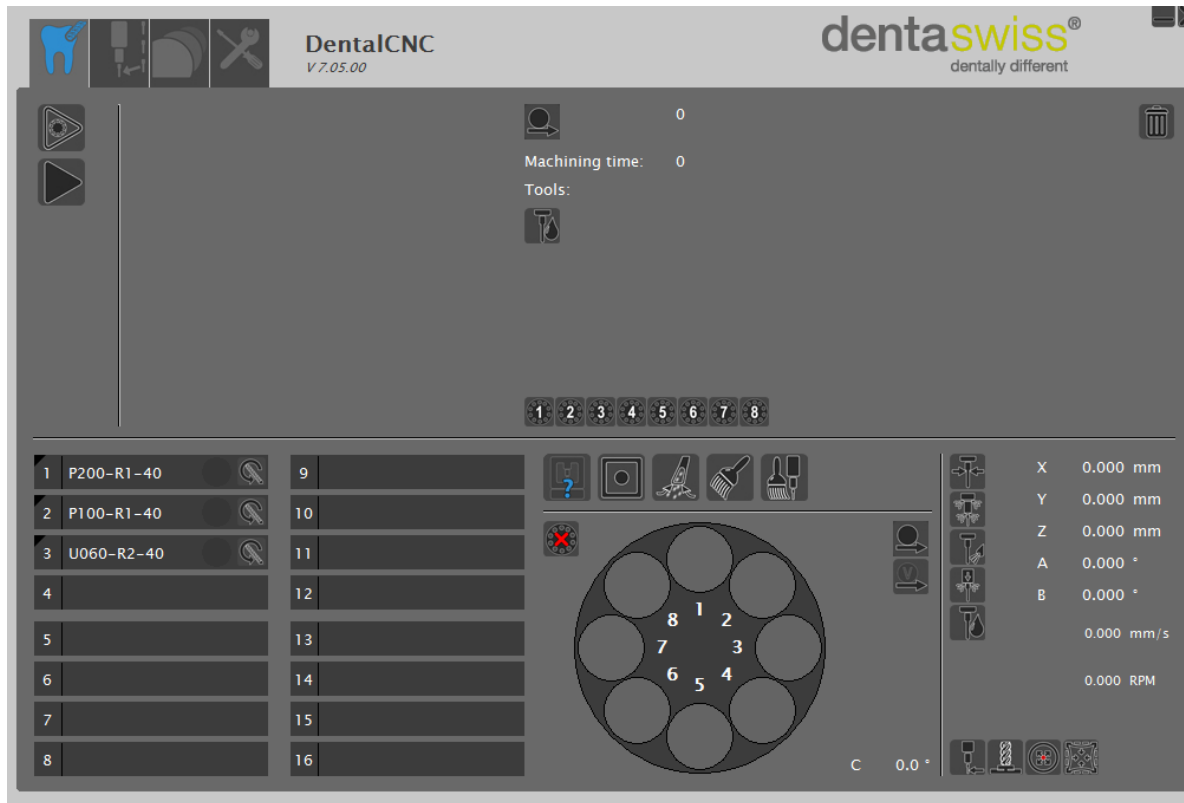 DentalCNC
V 7.05.00
dentaswiss®
dentally different
0
Machining time: 0
Tools:
1 2 3 4 5 6 7 8
1 P200-R1-40
2 P100-R1-40
3 U060-R2-40
4
5
6
7
8
9
10
11
12
13
14
15
16
?
1
2
3
4
5
6
7
8
V
C 0.0 °
X 0.000 mm
Y 0.000 mm
Z 0.000 mm
A 0.000 °
B 0.000 °
0.000 mm/s
0.000 RPM